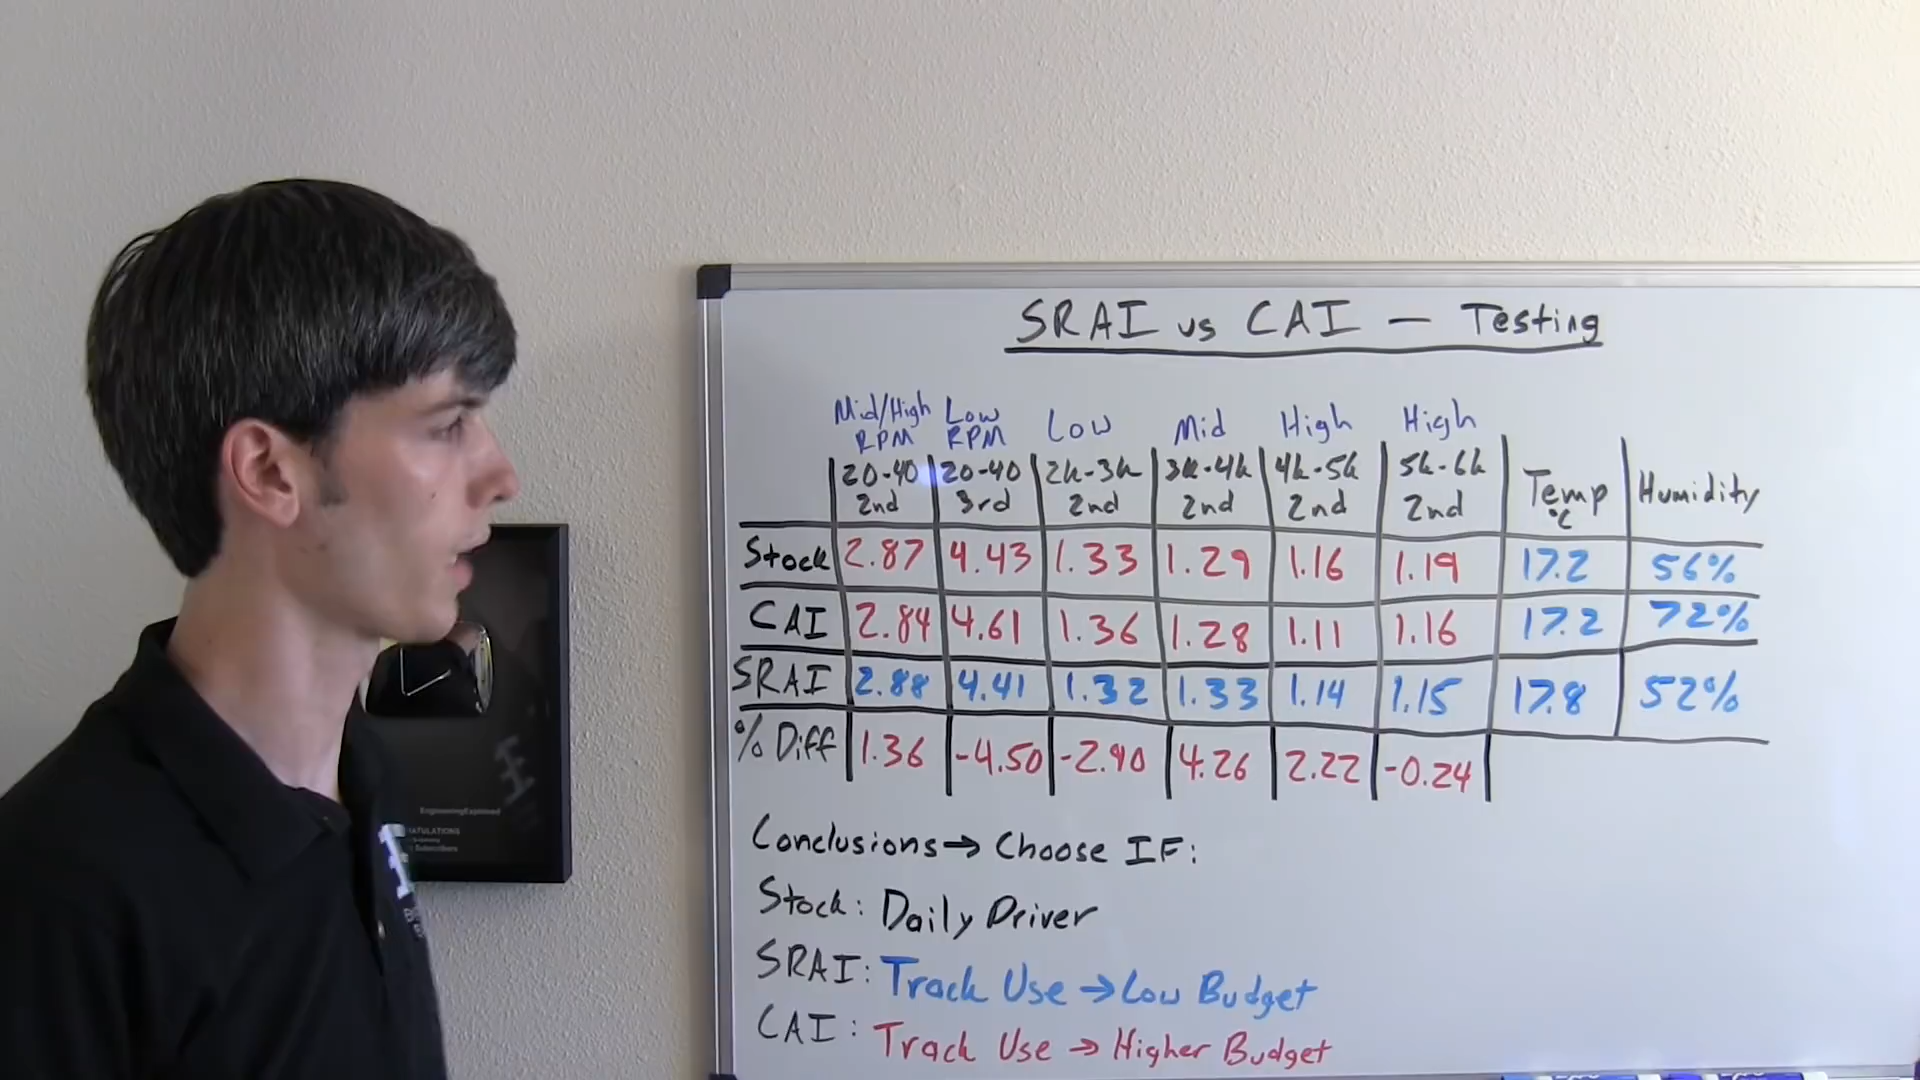 SRAI vs CAI — Testing
Mid/High RPM Low RPM Low Mid High High
20-40 2nd 20-40 3rd 2k-3k 2nd 3k-4k 2nd 4k-5k 2nd 5k-6k 2nd Temp °C Humidity
Stock 2.87 4.43 1.33 1.29 1.16 1.19 17.2 56%
CAI 2.84 4.61 1.36 1.28 1.11 1.16 17.2 72%
SRAI 2.88 4.41 1.32 1.33 1.14 1.15 17.8 52%
% Diff 1.36 -4.50 -2.90 4.26 2.22 -0.24
Conclusions → Choose IF:
Stock: Daily Driver
SRAI: Track Use → Low Budget
CAI: Track Use → Higher Budget
EngineeringExplained
Subscribers